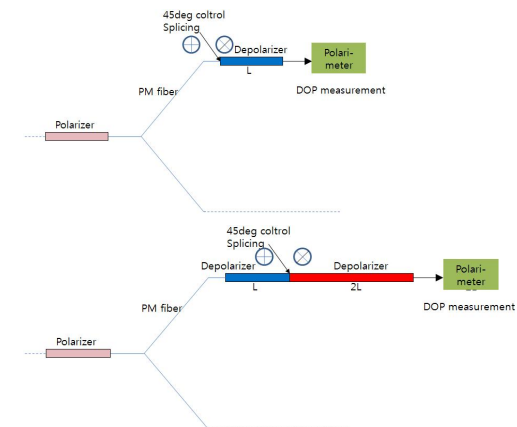 45deg coltrol
Splicing
Depolarizer
L
Polari-
meter
DOP measurement
PM fiber
Polarizer
45deg coltrol
Splicing
Depolarizer
Depolarizer
L
2L
Polari-
meter
DOP measurement
PM fiber
Polarizer